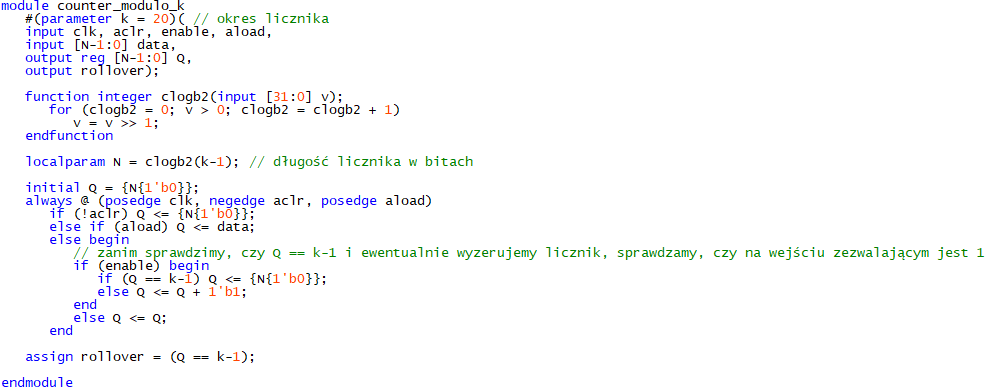 module counter_modulo_k
#(parameter k = 20)( // okres licznika
input clk, aclr, enable, aload,
input [N-1:0] data,
output reg [N-1:0] Q,
output rollover);
function integer clogb2(input [31:0] v);
for (clogb2 = 0; v > 0; clogb2 = clogb2 + 1)
v = v >> 1;
endfunction
localparam N = clogb2(k-1); // długość licznika w bitach
initial Q = {N{1'b0}};
always @ (posedge clk, negedge aclr, posedge aload)
if (!aclr) Q <= {N{1'b0}};
else if (aload) Q <= data;
else begin
// zanim sprawdzimy, czy Q == k-1 i ewentualnie wyzerujemy licznik, sprawdzamy, czy na wejściu zezwalającym jest 1
if (enable) begin
if (Q == k-1) Q <= {N{1'b0}};
else Q <= Q + 1'b1;
end
else Q <= Q;
end
assign rollover = (Q == k-1);
endmodule